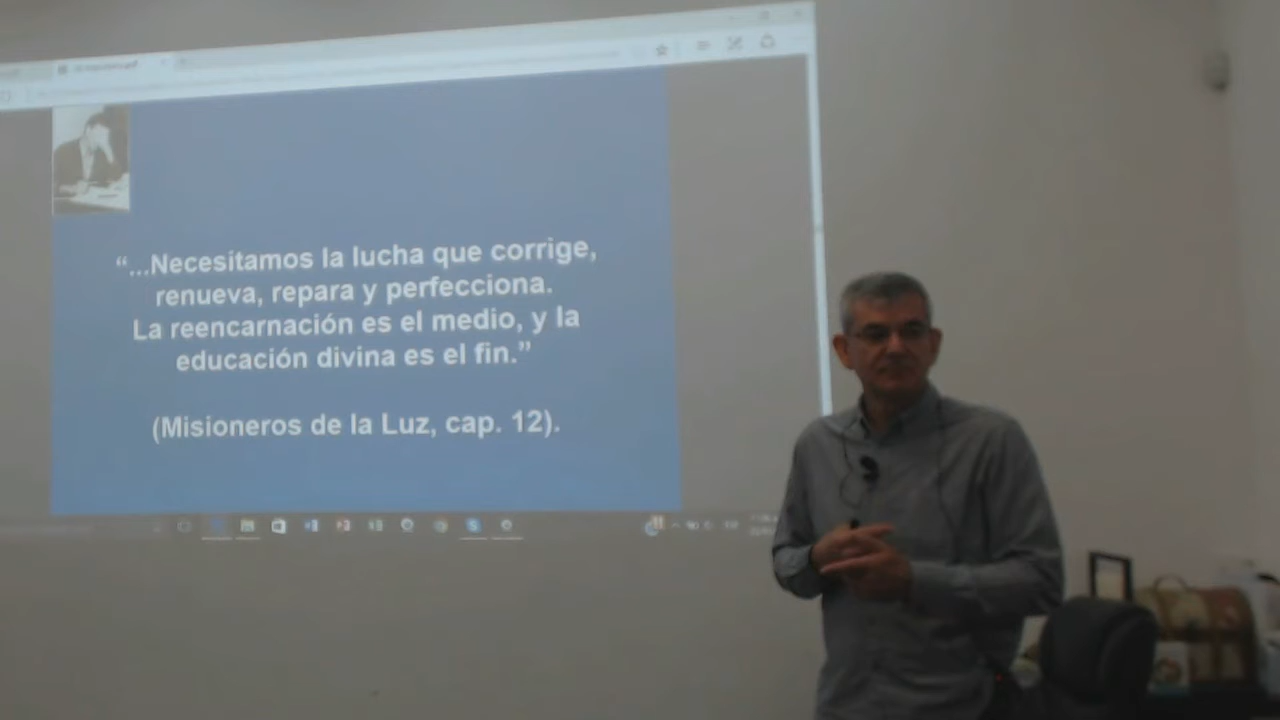 “...Necesitamos la lucha que corrige,
renueva, repara y perfecciona.
La reencarnación es el medio, y la
educación divina es el fin.”
(Misioneros de la Luz, cap. 12).